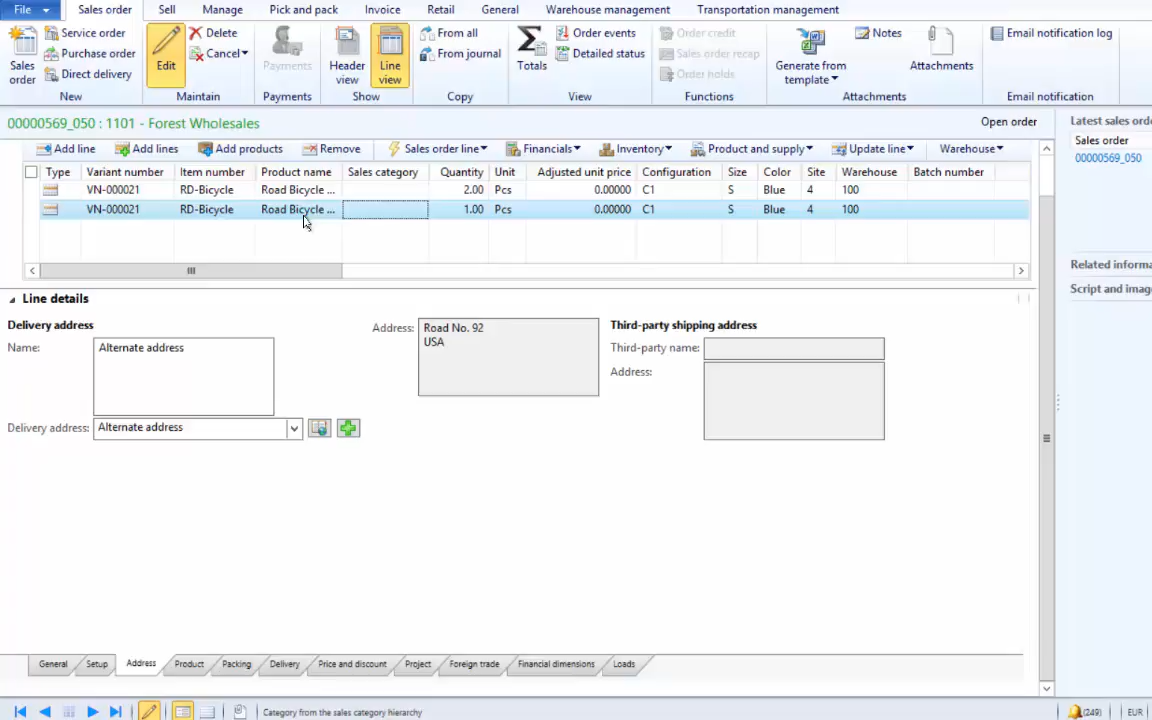 File Sales order Sell Manage Pick and pack Invoice Retail General Warehouse management Transportation management
Sales order
Service order
Purchase order
Direct delivery
New
Edit
Delete
Cancel
Maintain
Payments
Payments
Header view
Line view
Show
From all
From journal
Copy
Totals
Order events
Detailed status
View
Order credit
Sales order recap
Order holds
Functions
Generate from template
Notes
Attachments
Attachments
Email notification log
Email notification
00000569_050 : 1101 - Forest Wholesales
Open order
Add line Add lines Add products Remove Sales order line Financials Inventory Product and supply Update line Warehouse
Type Variant number Item number Product name Sales category Quantity Unit Adjusted unit price Configuration Size Color Site Warehouse Batch number
VN-000021 RD-Bicycle Road Bicycle ... 2.00 Pcs 0.00000 C1 S Blue 4 100
VN-000021 RD-Bicycle Road Bicycle ... 1.00 Pcs 0.00000 C1 S Blue 4 100
Line details
Delivery address
Name: Alternate address
Delivery address: Alternate address
Address: Road No. 92
USA
Third-party shipping address
Third-party name:
Address:
General Setup Address Product Packing Delivery Price and discount Project Foreign trade Financial dimensions Loads
Latest sales orde
Sales order
00000569_050
Related informa
Script and imag
Category from the sales category hierarchy
(249) EUR